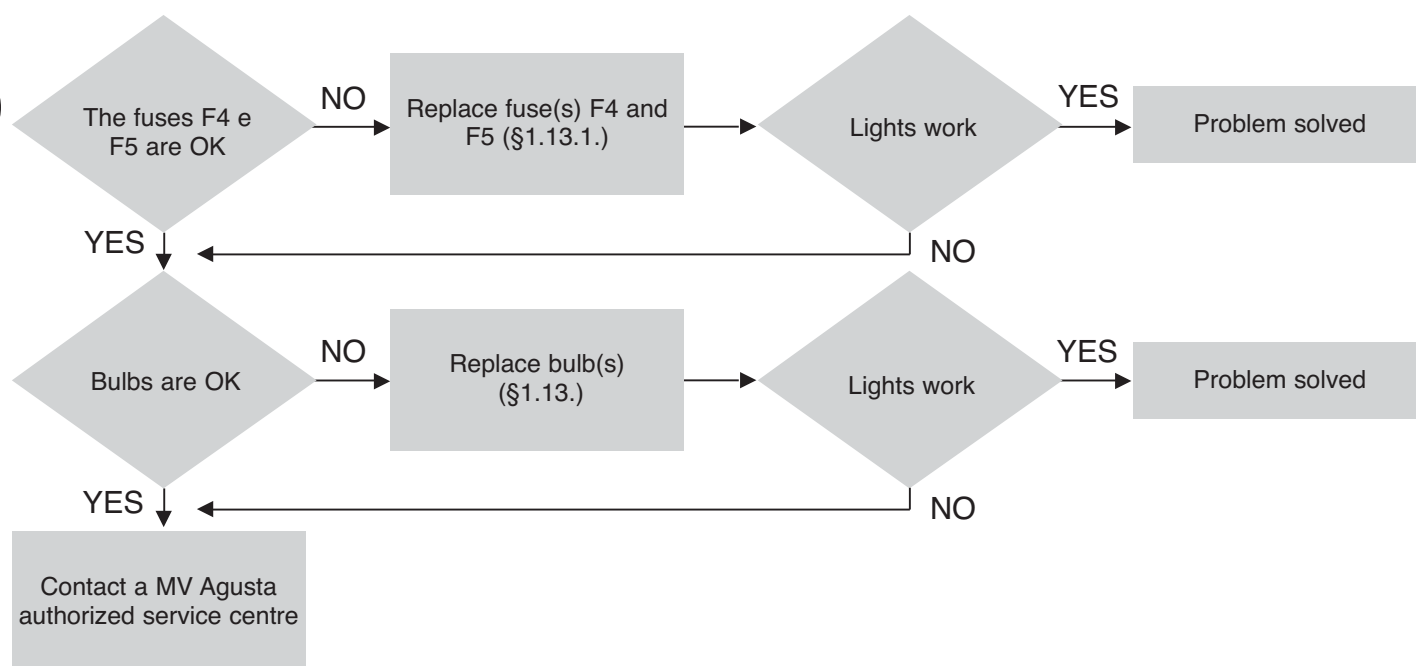 The fuses F4 e
F5 are OK
NO
Replace fuse(s) F4 and
F5 (§1.13.1.)
Lights work
YES
Problem solved
YES
NO
Bulbs are OK
NO
Replace bulb(s)
(§1.13.)
Lights work
YES
Problem solved
YES
NO
Contact a MV Agusta
authorized service centre